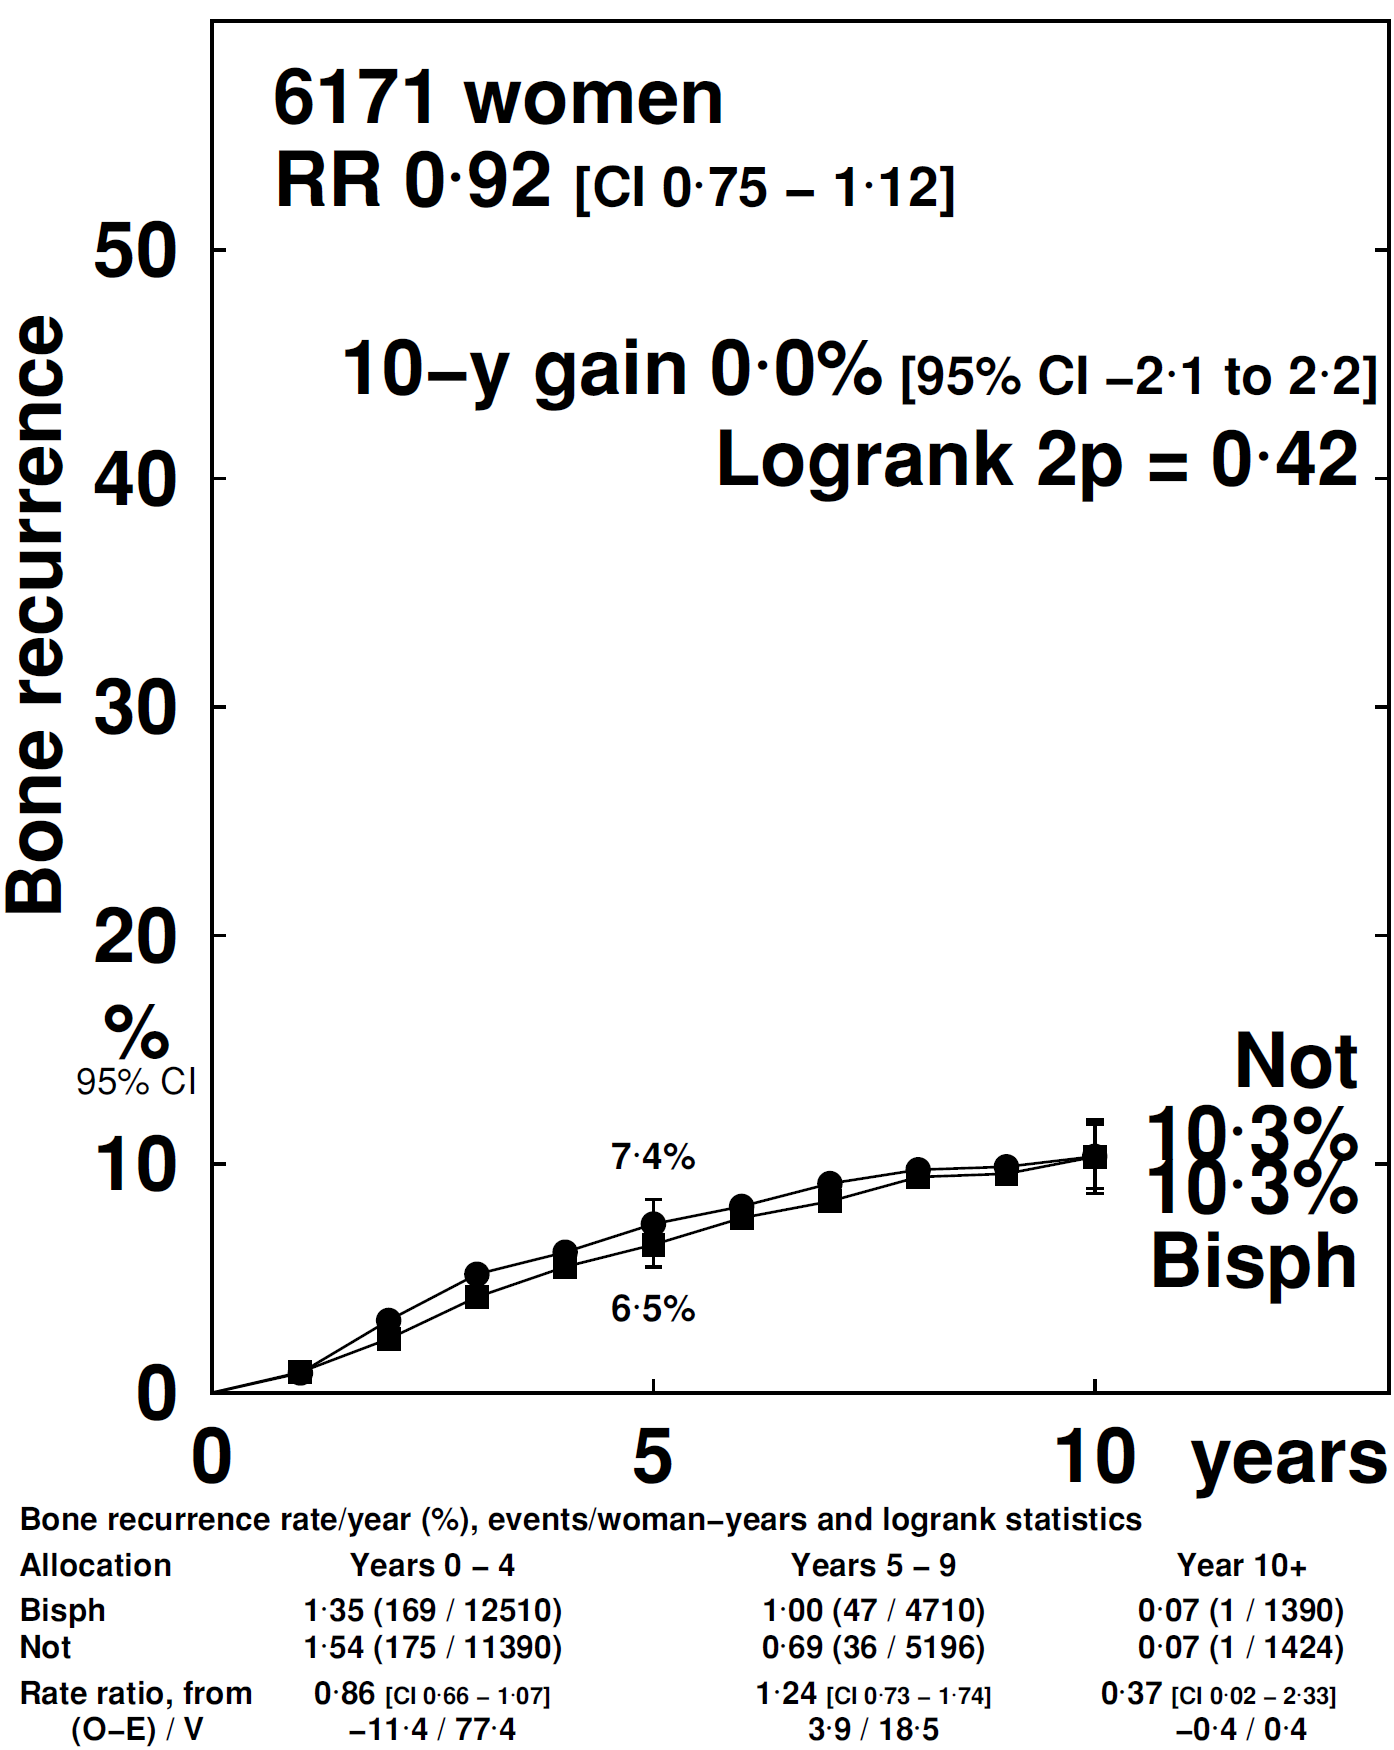 6171 women
RR 0·92 [CI 0·75 – 1·12]
50
10–y gain 0·0% [95% CI –2·1 to 2·2]
Logrank 2p = 0·42
40
Bone recurrence
30
20
%
95% CI
Not
10·3%
10
7·4%
10·3%
Bisph
6·5%
0
0 5 10 years
Bone recurrence rate/year (%), events/woman–years and logrank statistics
Allocation Years 0 – 4 Years 5 – 9 Year 10+
Bisph 1·35 (169 / 12510) 1·00 (47 / 4710) 0·07 (1 / 1390)
Not 1·54 (175 / 11390) 0·69 (36 / 5196) 0·07 (1 / 1424)
Rate ratio, from 0·86 [CI 0·66 – 1·07] 1·24 [CI 0·73 – 1·74] 0·37 [CI 0·02 – 2·33]
(O–E) / V –11·4 / 77·4 3·9 / 18·5 –0·4 / 0·4